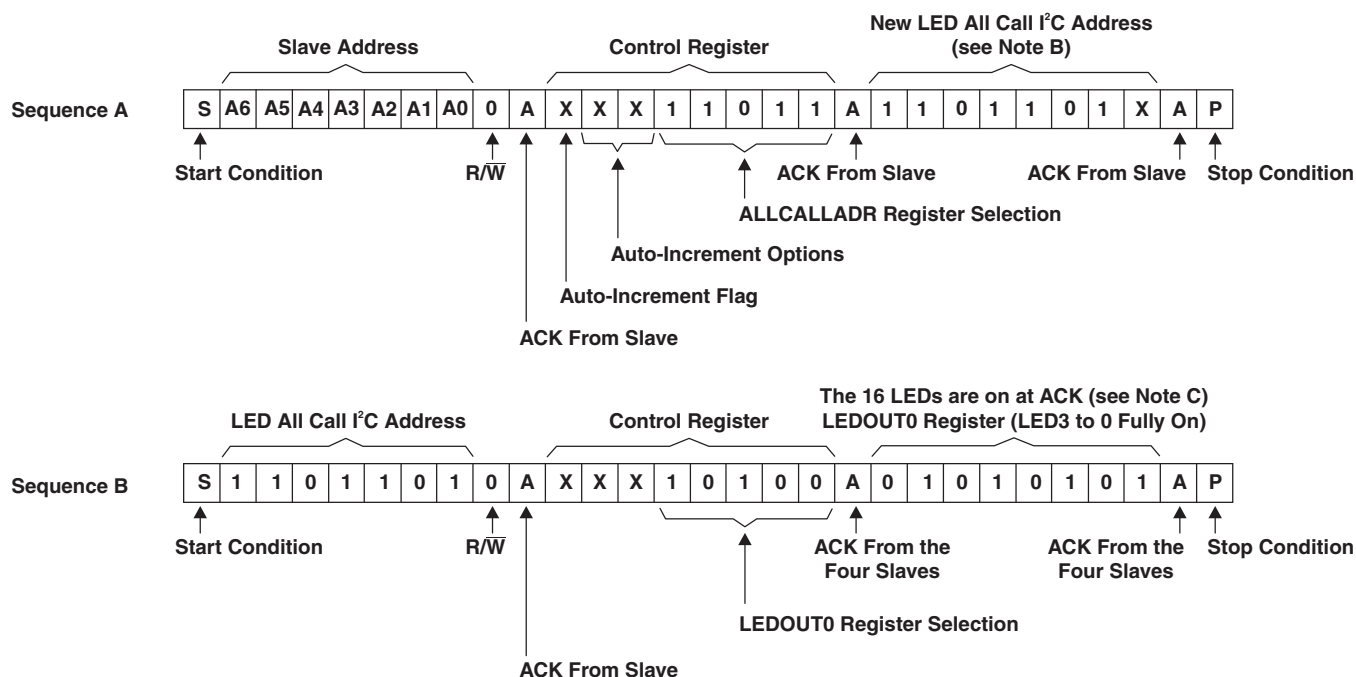 New LED All Call I²C Address
Slave Address Control Register (see Note B)
Sequence A S A6 A5 A4 A3 A2 A1 A0 0 A X X X 1 1 0 1 1 A 1 1 0 1 1 0 1 X A P
Start Condition R/W̅ ACK From Slave ACK From Slave Stop Condition
ALLCALLADR Register Selection
Auto-Increment Options
Auto-Increment Flag
ACK From Slave
The 16 LEDs are on at ACK (see Note C)
LED All Call I²C Address Control Register LEDOUT0 Register (LED3 to 0 Fully On)
Sequence B S 1 1 0 1 1 0 1 0 A X X X 1 0 1 0 0 A 0 1 0 1 0 1 0 1 A P
Start Condition R/W̅ ACK From the ACK From the Stop Condition
Four Slaves Four Slaves
LEDOUT0 Register Selection
ACK From Slave